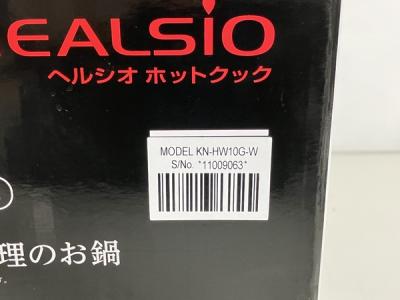 EALSIO
ヘルシオ ホットクック
MODEL KN-HW10G-W
S/No. *11009063*
理のお鍋